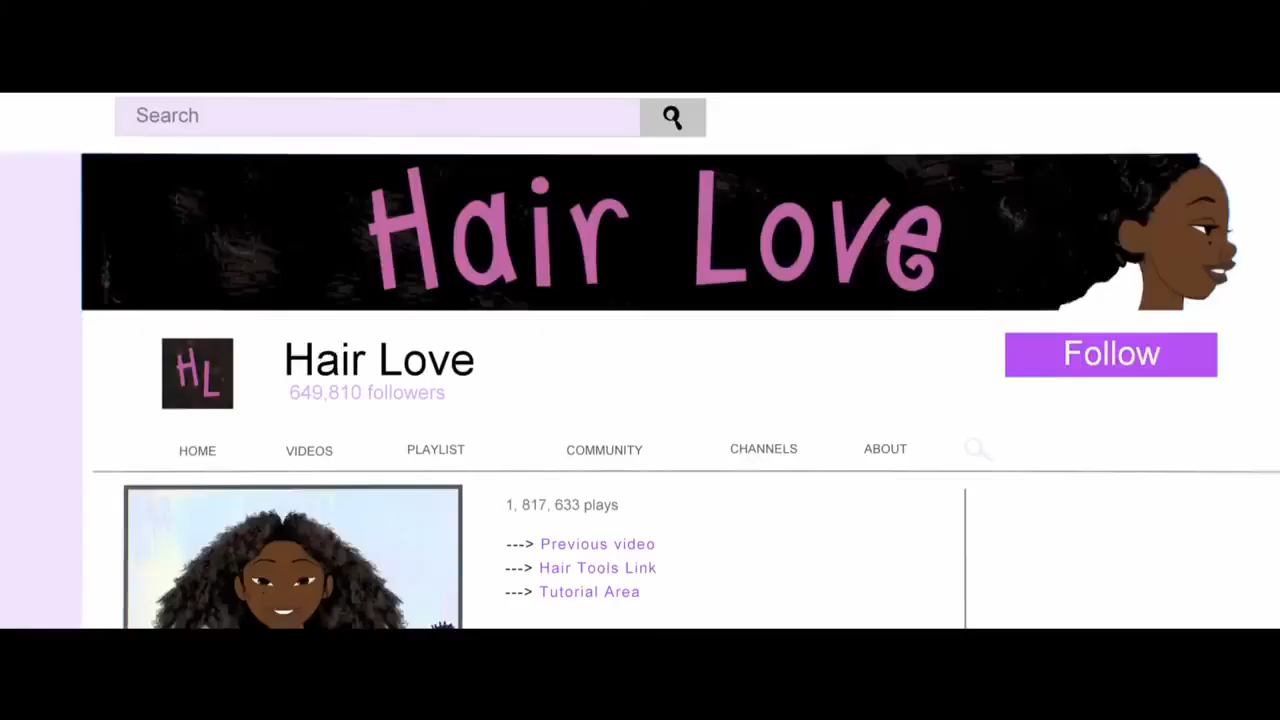 Search
Hair Love
HL
Hair Love
Follow
649,810 followers
HOME VIDEOS PLAYLIST COMMUNITY CHANNELS ABOUT
1, 817, 633 plays
---> Previous video
---> Hair Tools Link
---> Tutorial Area